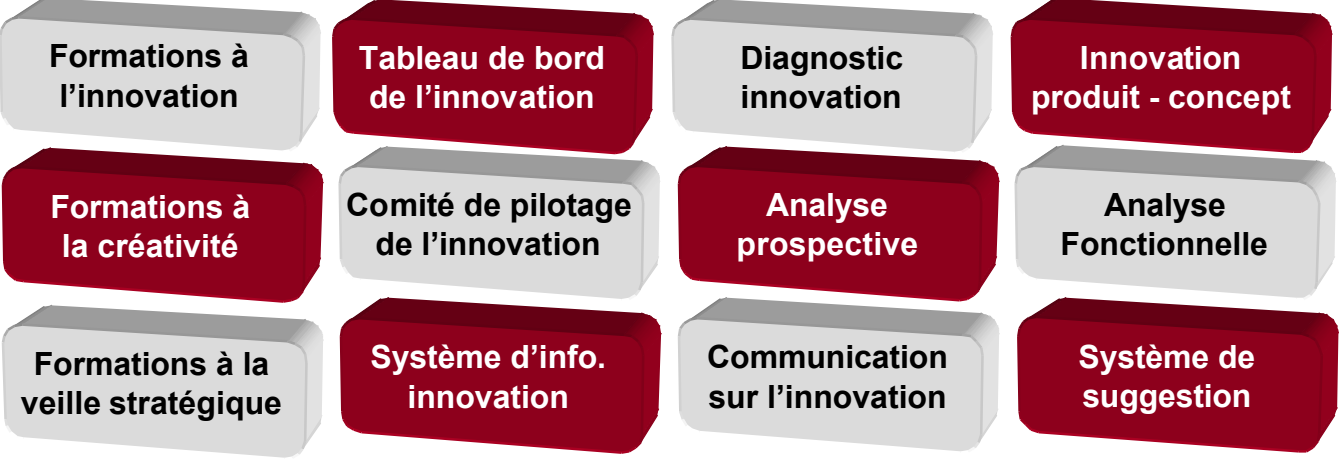 Formations à
l’innovation
Tableau de bord
de l’innovation
Diagnostic
innovation
Innovation
produit - concept
Formations à
la créativité
Comité de pilotage
de l’innovation
Analyse
prospective
Analyse
Fonctionnelle
Formations à la
veille stratégique
Système d’info.
innovation
Communication
sur l’innovation
Système de
suggestion